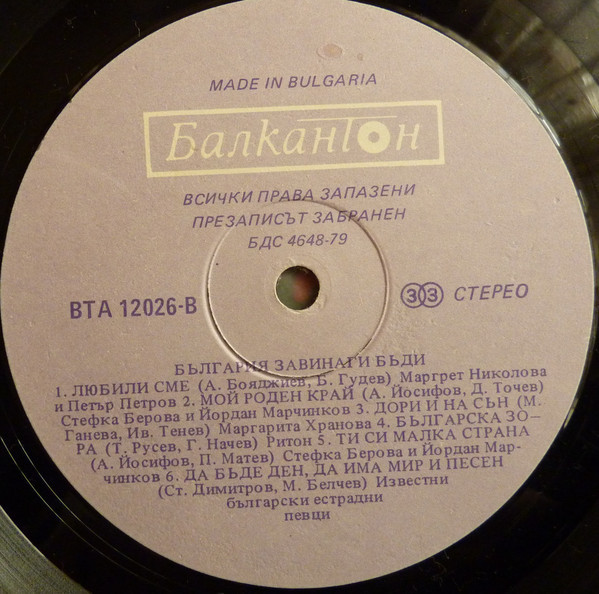 MADE IN BULGARIA
Балкантон
ВСИЧКИ ПРАВА ЗАПАЗЕНИ
ПРЕЗАПИСЪТ ЗАБРАНЕН
БДС 4648-79
ВТА 12026-В
33 СТЕРЕО
БЪЛГАРИЯ ЗАВИНАГИ БЪДИ
1. ЛЮБИЛИ СМЕ (А. Бояджиев, Б. Гудев) Маргрет Николова
и Петър Петров 2. МОЙ РОДЕН КРАЙ (А. Йосифов, Д. Точев)
Стефка Берова и Йордан Марчинков 3. ДОРИ И НА СЪН (М.
Ганева, Ив. Тенев) Маргарита Хранова 4. БЪЛГАРСКА ЗО-
РА (Т. Русев, Г. Начев) Ритон 5. ТИ СИ МАЛКА СТРАНА
(А. Йосифов, П. Матев) Стефка Берова и Йордан Мар-
чинков 6. ДА БЪДЕ ДЕН, ДА ИМА МИР И ПЕСЕН
(Ст. Димитров, М. Белчев) Известни
български естрадни
певци